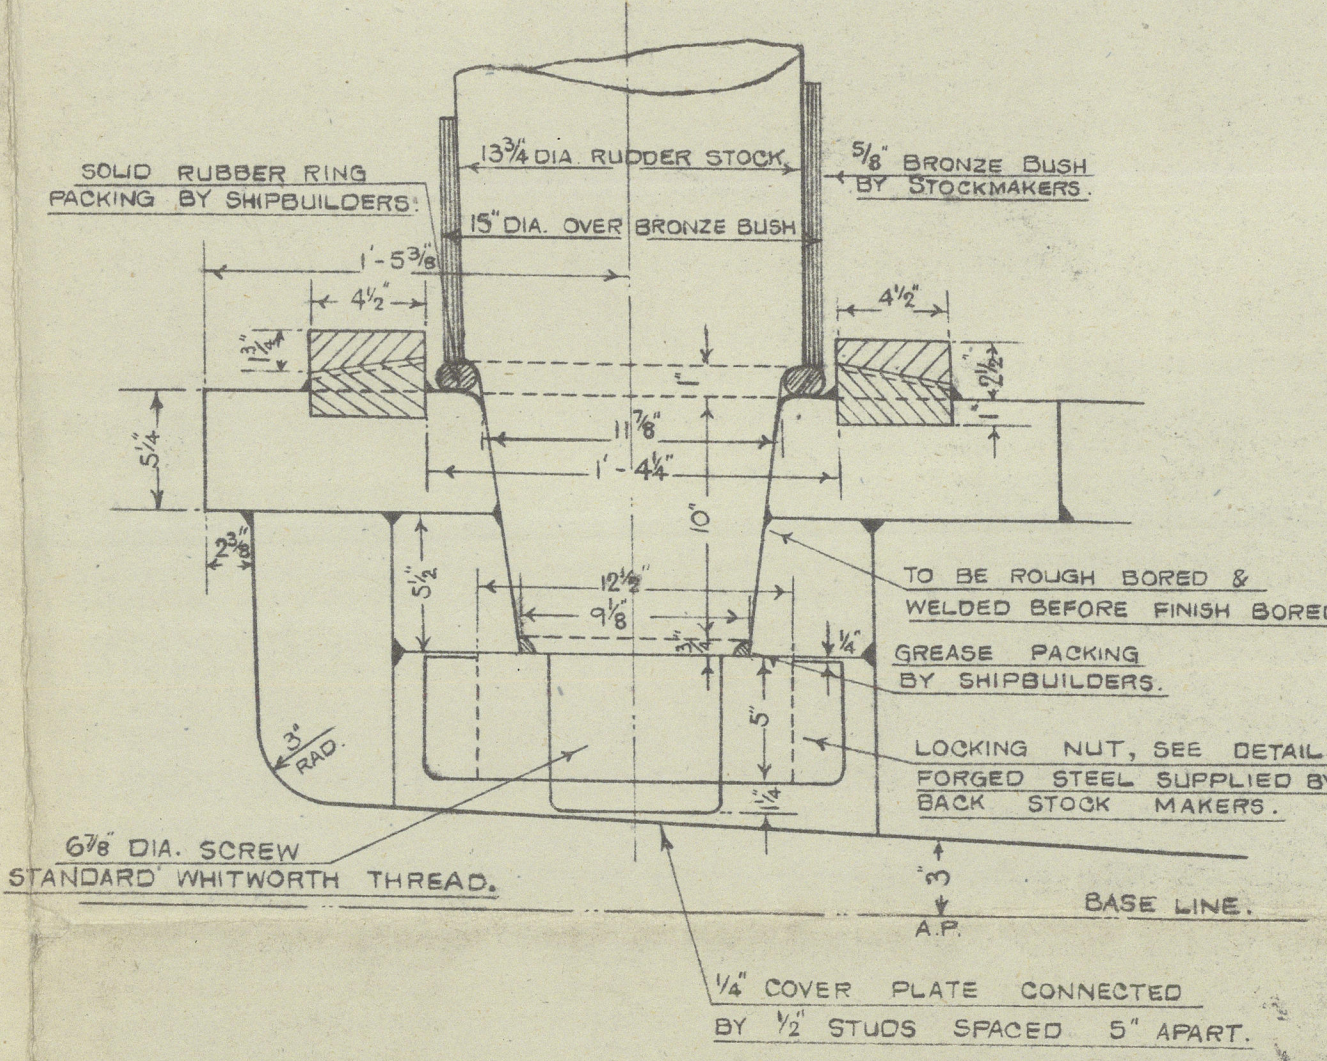 SOLID RUBBER RING
PACKING BY SHIPBUILDERS.
13¾" DIA. RUDDER STOCK.
⅝" BRONZE BUSH
BY STOCKMAKERS.
15" DIA. OVER BRONZE BUSH
1'-5⅜"
4½"
4½"
1¾"
1"
2½"
1"
5¼"
11⅞"
1'-4¼"
10"
2⅜"
5½"
12½"
9⅛"
¾"
¼"
TO BE ROUGH BORED &
WELDED BEFORE FINISH BORED
GREASE PACKING
BY SHIPBUILDERS.
5"
3"
RAD.
1¼"
LOCKING NUT, SEE DETAIL
FORGED STEEL SUPPLIED BY
BACK STOCK MAKERS.
6⅞" DIA. SCREW
STANDARD WHITWORTH THREAD.
3"
BASE LINE.
A.P.
¼" COVER PLATE CONNECTED
BY ½" STUDS SPACED 5" APART.